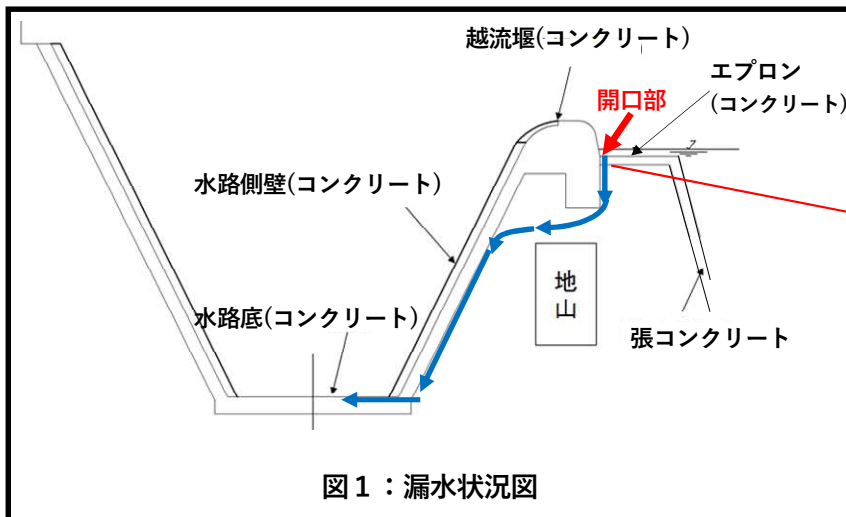 越流堰(コンクリート)
エプロン
(コンクリート)
開口部
水路側壁(コンクリート)
地山
水路底(コンクリート)
張コンクリート
図１：漏水状況図